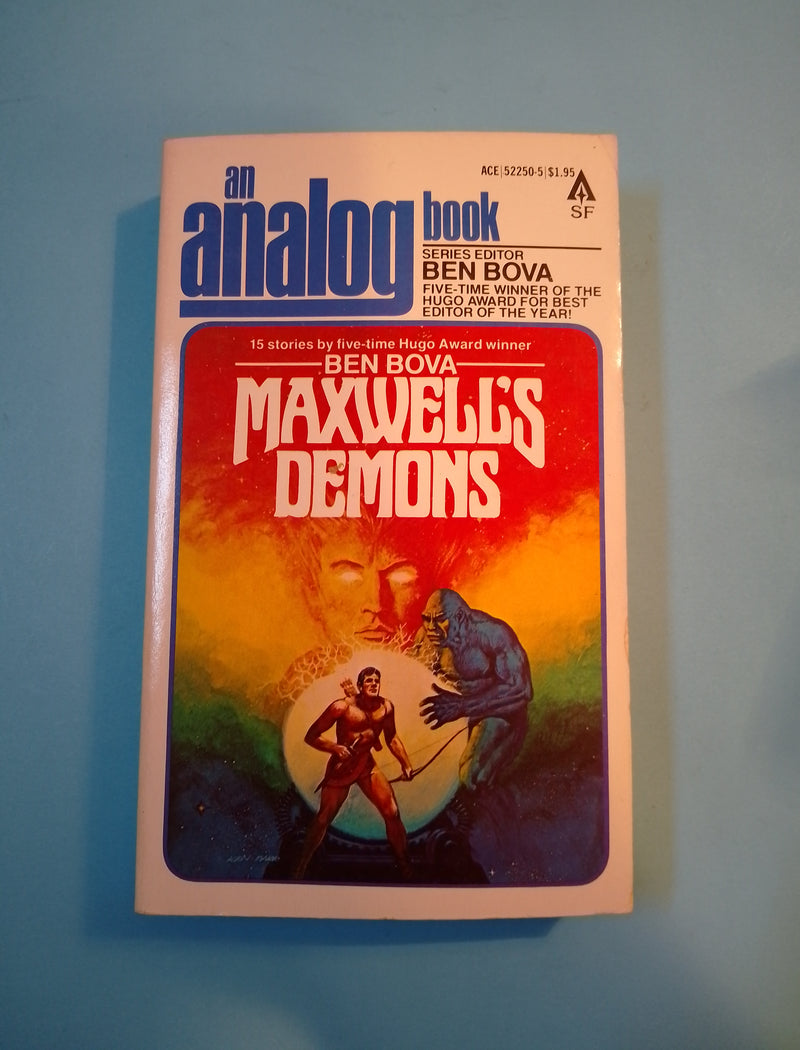 an
analog book
ACE|52250-5|$1.95
SF
SERIES EDITOR
BEN BOVA
FIVE-TIME WINNER OF THE
HUGO AWARD FOR BEST
EDITOR OF THE YEAR!
15 stories by five-time Hugo Award winner
BEN BOVA
MAXWELL'S
DEMONS